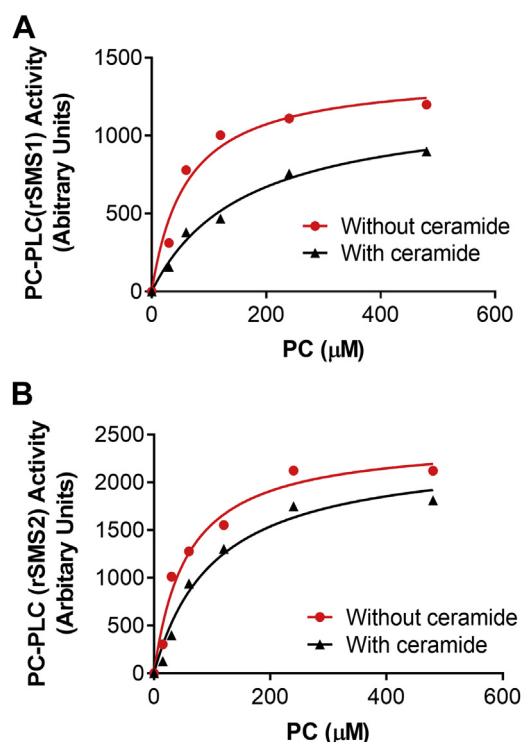 A
PC-PLC(rSMS1) Activity
(Abitrary Units)
1500
1000
500
0
Without ceramide
With ceramide
0
200
400
600
PC (μM)
B
PC-PLC (rSMS2) Activity
(Arbitary Units)
2500
2000
1500
1000
500
0
Without ceramide
With ceramide
0
200
400
600
PC (μM)